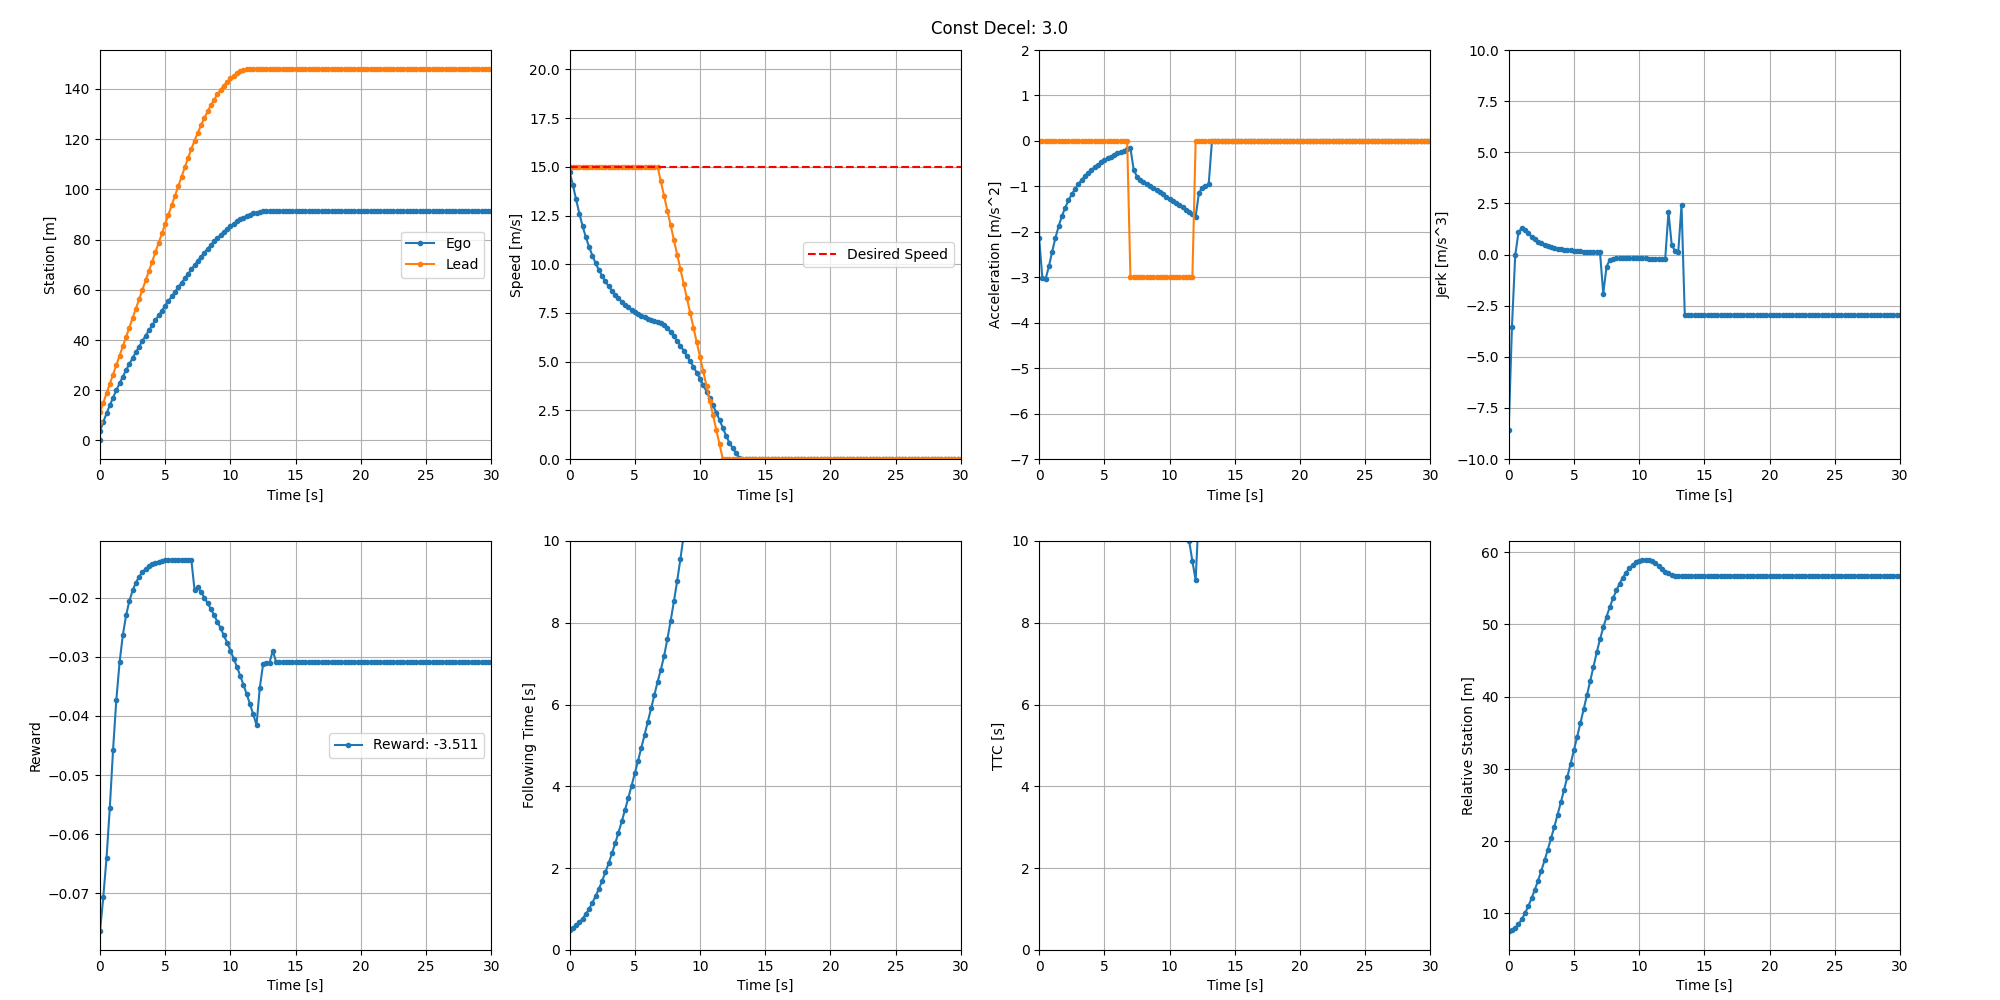 Const Decel: 3.0
140
120
100
80
60
40
20
0
Station [m]
Ego
Lead
0 5 10 15 20 25 30
Time [s]
20.0
17.5
15.0
12.5
10.0
7.5
5.0
2.5
0.0
Speed [m/s]
Desired Speed
0 5 10 15 20 25 30
Time [s]
2
1
0
−1
−2
−3
−4
−5
−6
−7
Acceleration [m/s^2]
0 5 10 15 20 25 30
Time [s]
10.0
7.5
5.0
2.5
0.0
−2.5
−5.0
−7.5
−10.0
Jerk [m/s^3]
0 5 10 15 20 25 30
Time [s]
−0.02
−0.03
−0.04
−0.05
−0.06
−0.07
Reward
Reward: -3.511
0 5 10 15 20 25 30
Time [s]
10
8
6
4
2
0
Following Time [s]
0 5 10 15 20 25 30
Time [s]
10
8
6
4
2
0
TTC [s]
0 5 10 15 20 25 30
Time [s]
60
50
40
30
20
10
Relative Station [m]
0 5 10 15 20 25 30
Time [s]